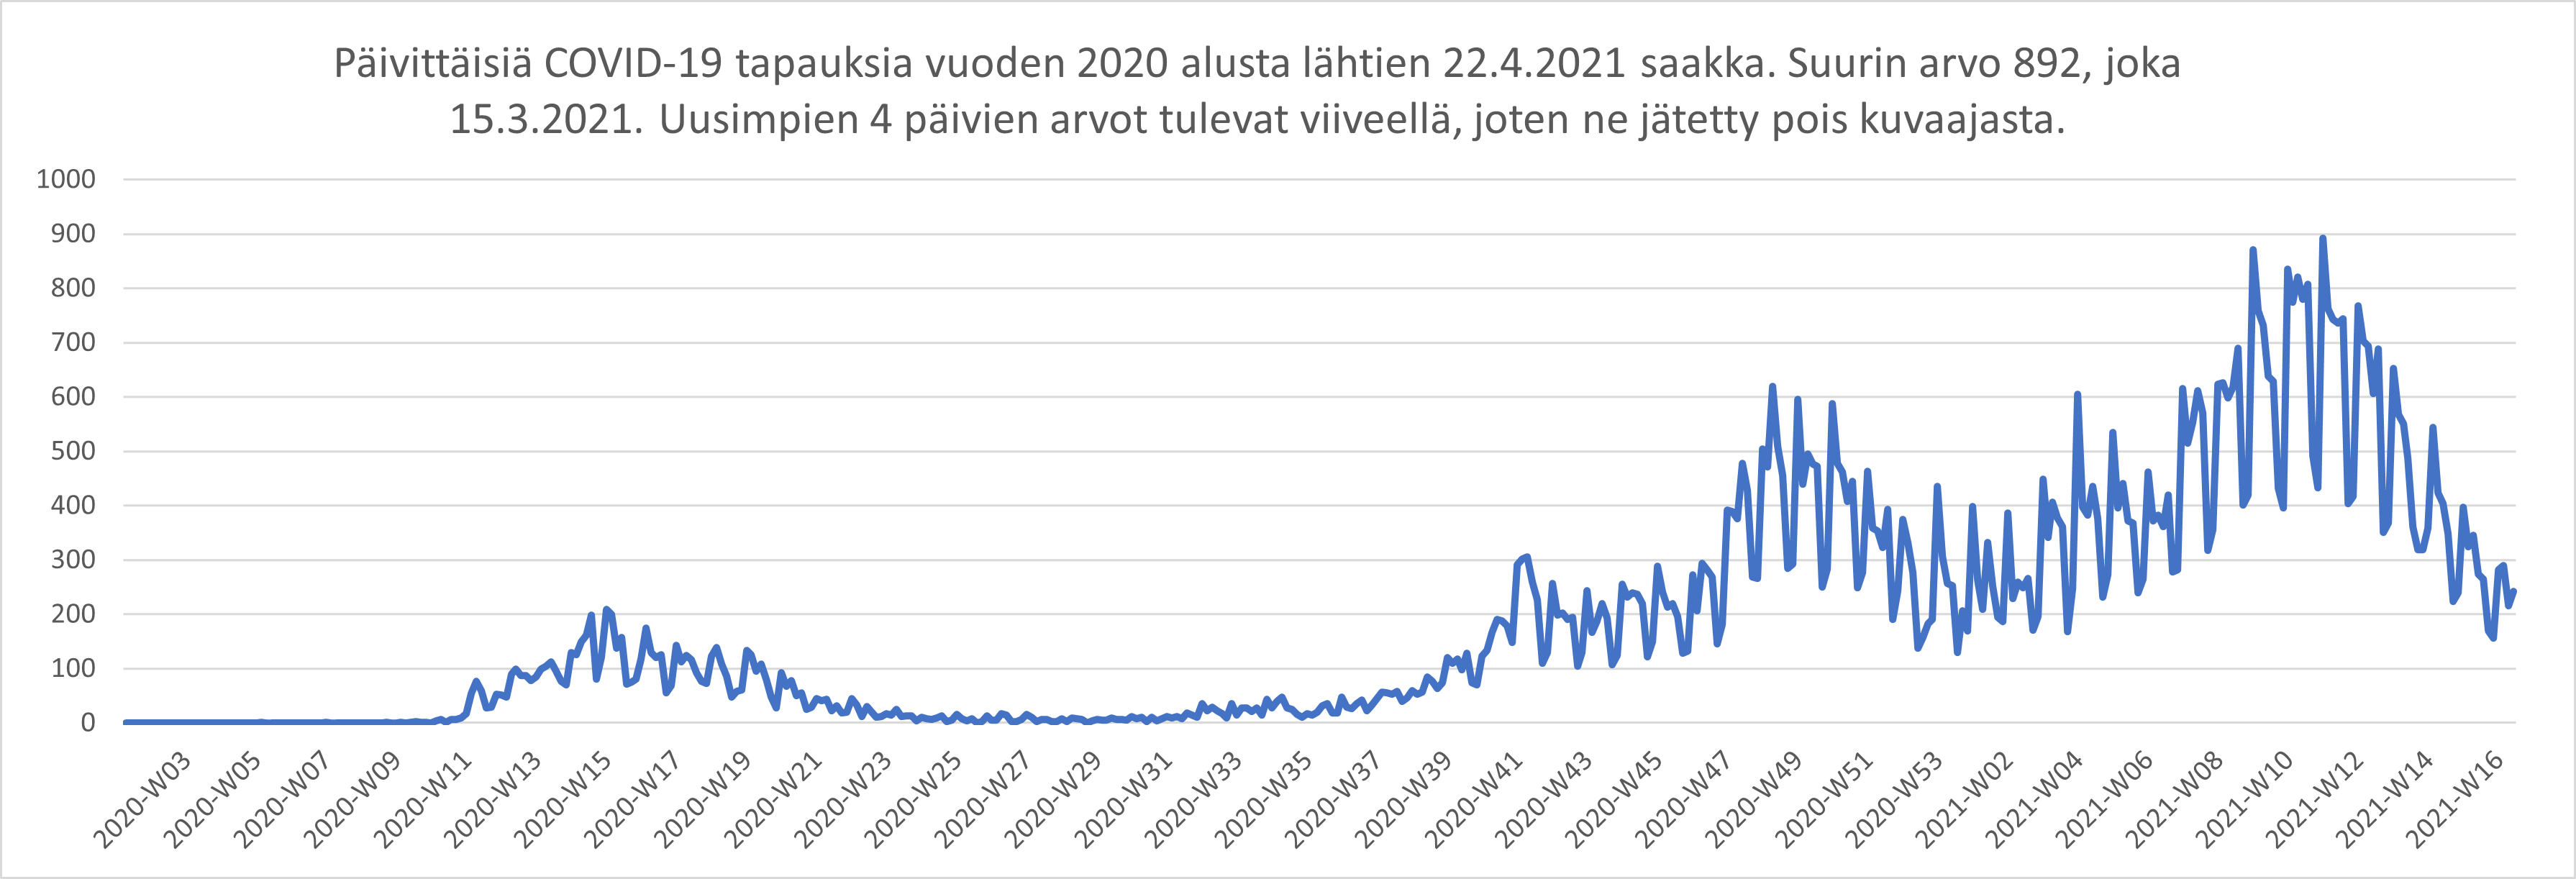 Päivittäisiä COVID-19 tapauksia vuoden 2020 alusta lähtien 22.4.2021 saakka. Suurin arvo 892, joka
15.3.2021. Uusimpien 4 päivien arvot tulevat viiveellä, joten ne jätetty pois kuvaajasta.
1000
900
800
700
600
500
400
300
200
100
0
2020-W03
2020-W05
2020-W07
2020-W09
2020-W11
2020-W13
2020-W15
2020-W17
2020-W19
2020-W21
2020-W23
2020-W25
2020-W27
2020-W29
2020-W31
2020-W33
2020-W35
2020-W37
2020-W39
2020-W41
2020-W43
2020-W45
2020-W47
2020-W49
2020-W51
2020-W53
2021-W02
2021-W04
2021-W06
2021-W08
2021-W10
2021-W12
2021-W14
2021-W16